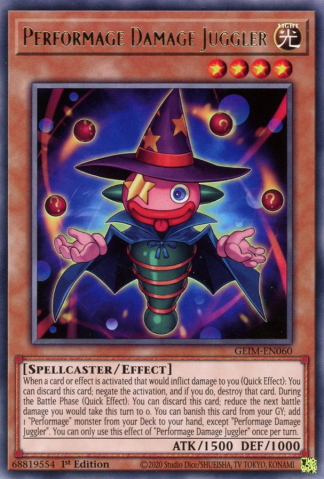 Performage Damage Juggler
LIGHT
光
GEIM-EN060
[Spellcaster/Effect]
When a card or effect is activated that would inflict damage to you (Quick Effect): You
can discard this card; negate the activation, and if you do, destroy that card. During
the Battle Phase (Quick Effect): You can discard this card; reduce the next battle
damage you would take this turn to 0. You can banish this card from your GY; add
1 "Performage" monster from your Deck to your hand, except "Performage Damage
Juggler". You can only use this effect of "Performage Damage Juggler" once per turn.
ATK/1500 DEF/1000
68819554 1st Edition ©2020 Studio Dice/SHUEISHA, TV TOKYO, KONAMI